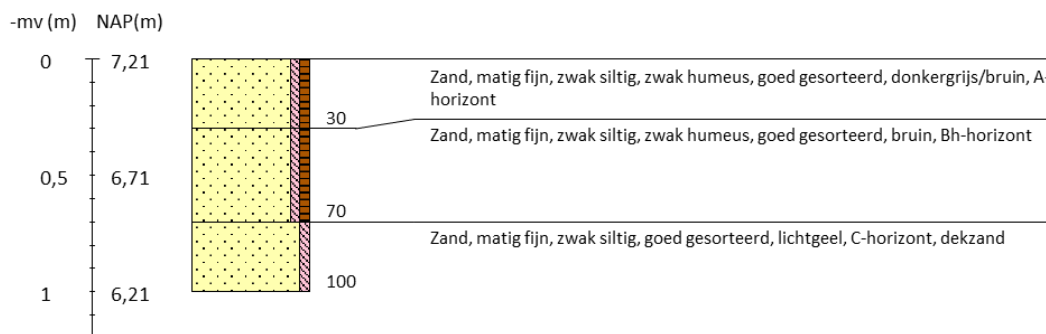 -mv (m) NAP(m)
0 7,21
Zand, matig fijn, zwak siltig, zwak humeus, goed gesorteerd, donkergrijs/bruin, A-
horizont
30
Zand, matig fijn, zwak siltig, zwak humeus, goed gesorteerd, bruin, Bh-horizont
0,5 6,71
70
Zand, matig fijn, zwak siltig, goed gesorteerd, lichtgeel, C-horizont, dekzand
100
1 6,21